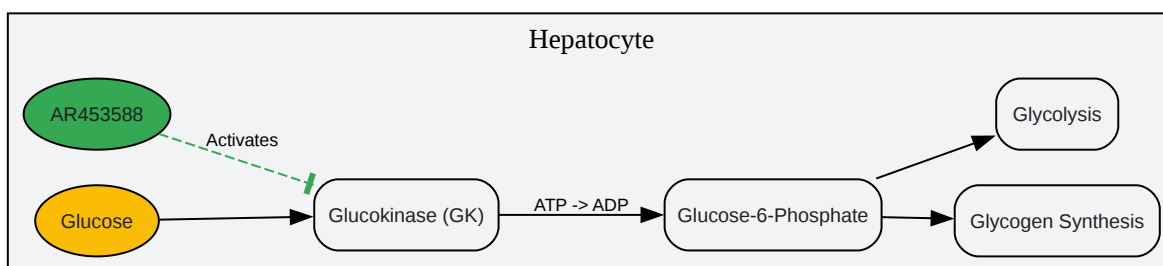 Hepatocyte
AR453588
Activates
Glycolysis
Glucose
Glucokinase (GK)
ATP -> ADP
Glucose-6-Phosphate
Glycogen Synthesis